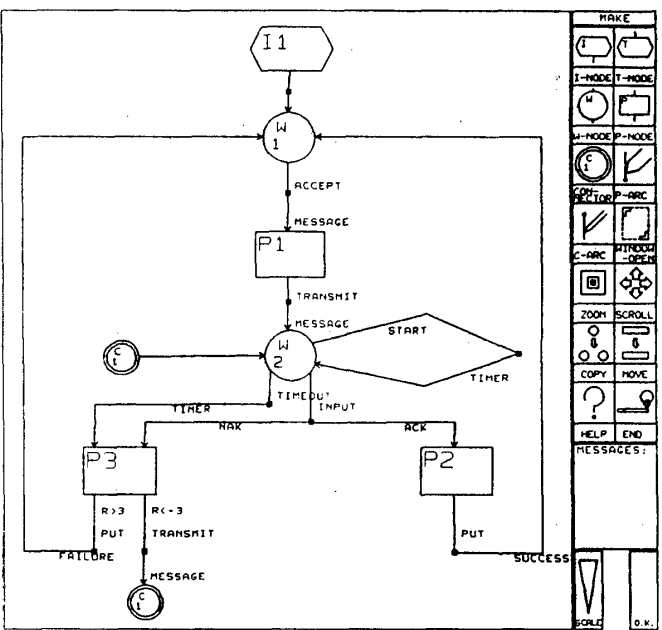 I1
W
1
ACCEPT
MESSAGE
P1
TRANSMIT
MESSAGE
W
2
START
TIMER
C
1
TIMEOUT
INPUT
TIMER
NAK
ACK
P3
P2
R>3
R<-3
PUT
TRANSMIT
PUT
FAILURE
MESSAGE
SUCCESS
C
1
MAKE
I
T
I-NODE T-NODE
W
P
W-NODE P-NODE
C
1
CON-
NECTOR P-ARC
C-ARC WINDOW
-OPEN
ZOOM SCROLL
COPY MOVE
HELP END
MESSAGES:
SCALE
O.K.